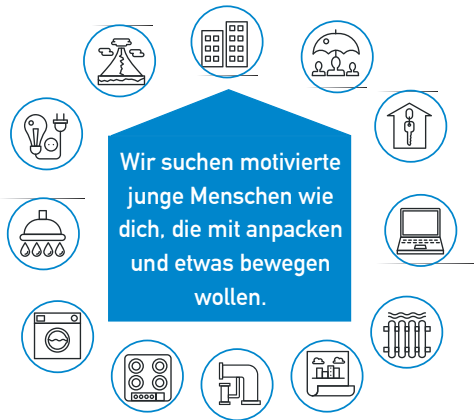 Wir suchen motivierte
junge Menschen wie
dich, die mit anpacken
und etwas bewegen
wollen.